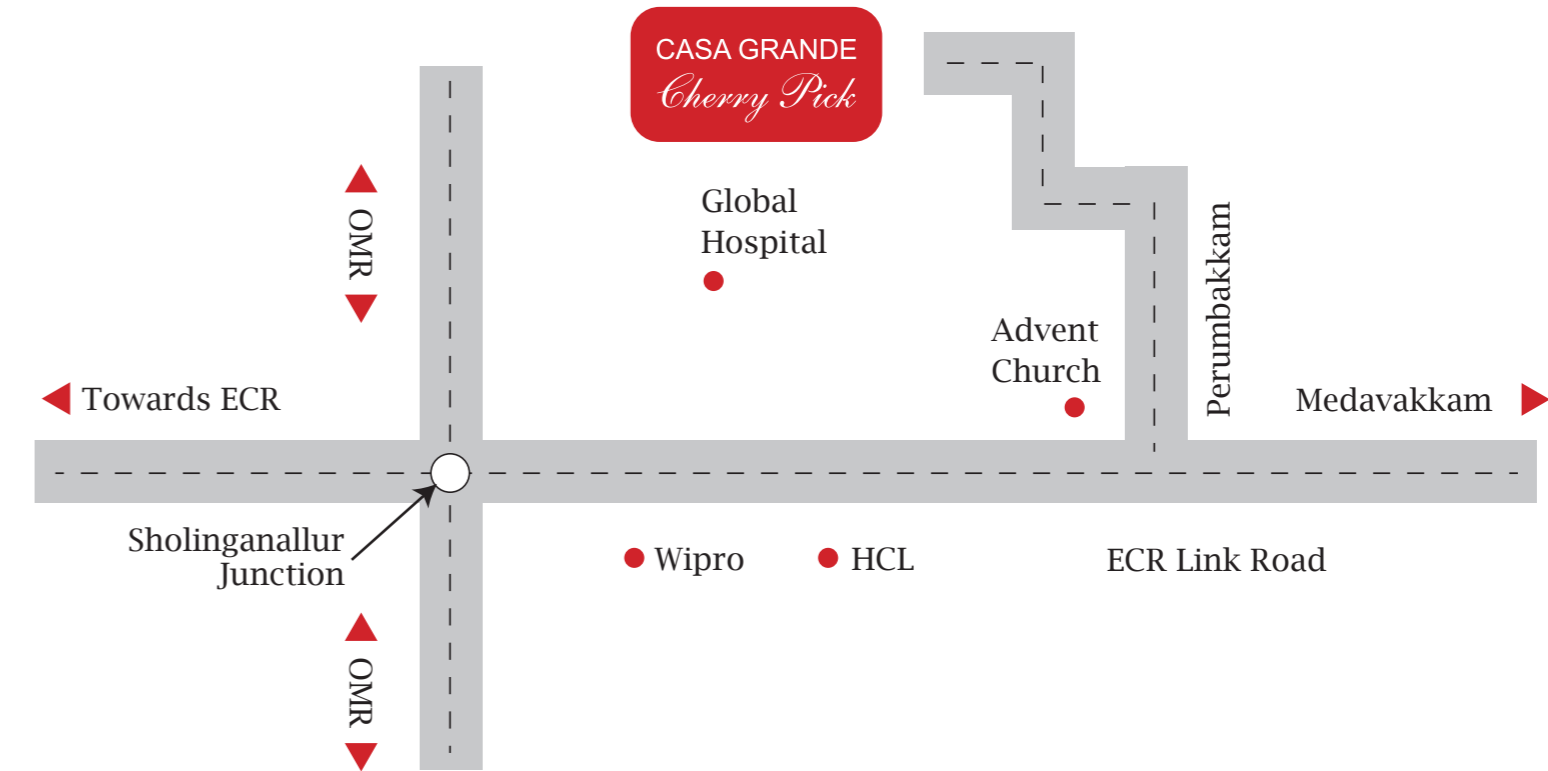 CASA GRANDE
Cherry Pick
OMR
Global
Hospital
Perumbakkam
Advent
Church
Towards ECR
Medavakkam
Sholinganallur
Junction
Wipro
HCL
ECR Link Road
OMR